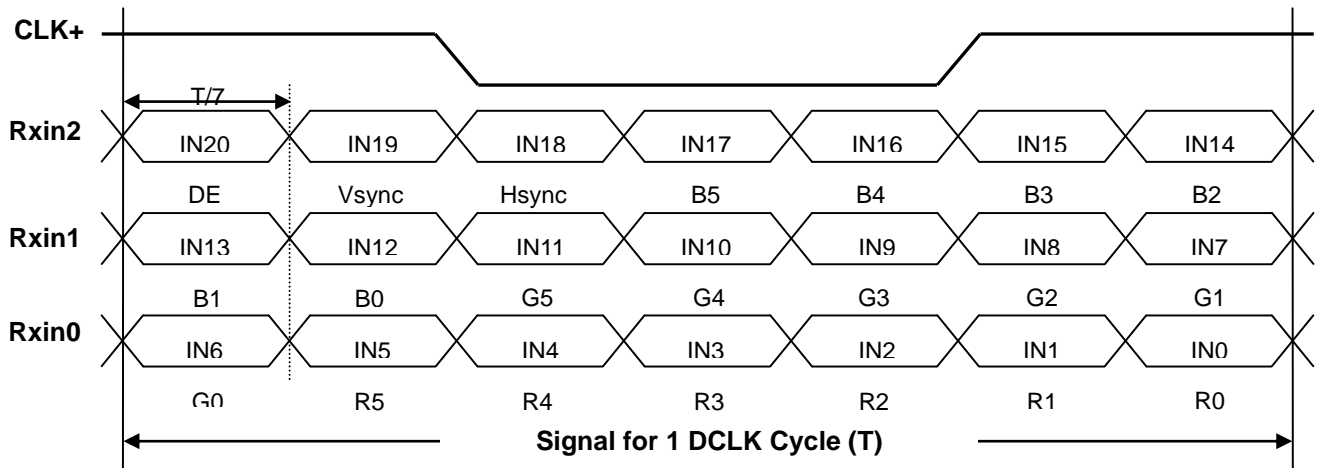 CLK+
T/7
Rxin2
IN20 IN19 IN18 IN17 IN16 IN15 IN14
DE Vsync Hsync B5 B4 B3 B2
Rxin1
IN13 IN12 IN11 IN10 IN9 IN8 IN7
B1 B0 G5 G4 G3 G2 G1
Rxin0
IN6 IN5 IN4 IN3 IN2 IN1 IN0
G0 R5 R4 R3 R2 R1 R0
Signal for 1 DCLK Cycle (T)